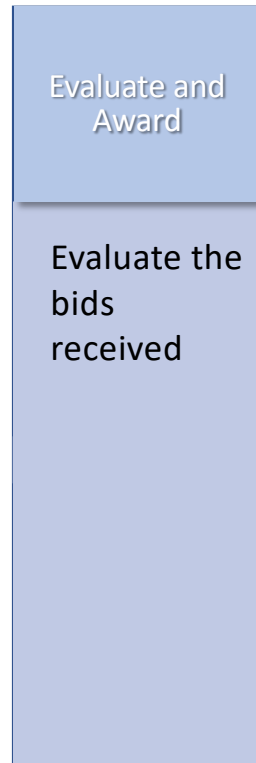 Evaluate and
Award
Evaluate the
bids
received